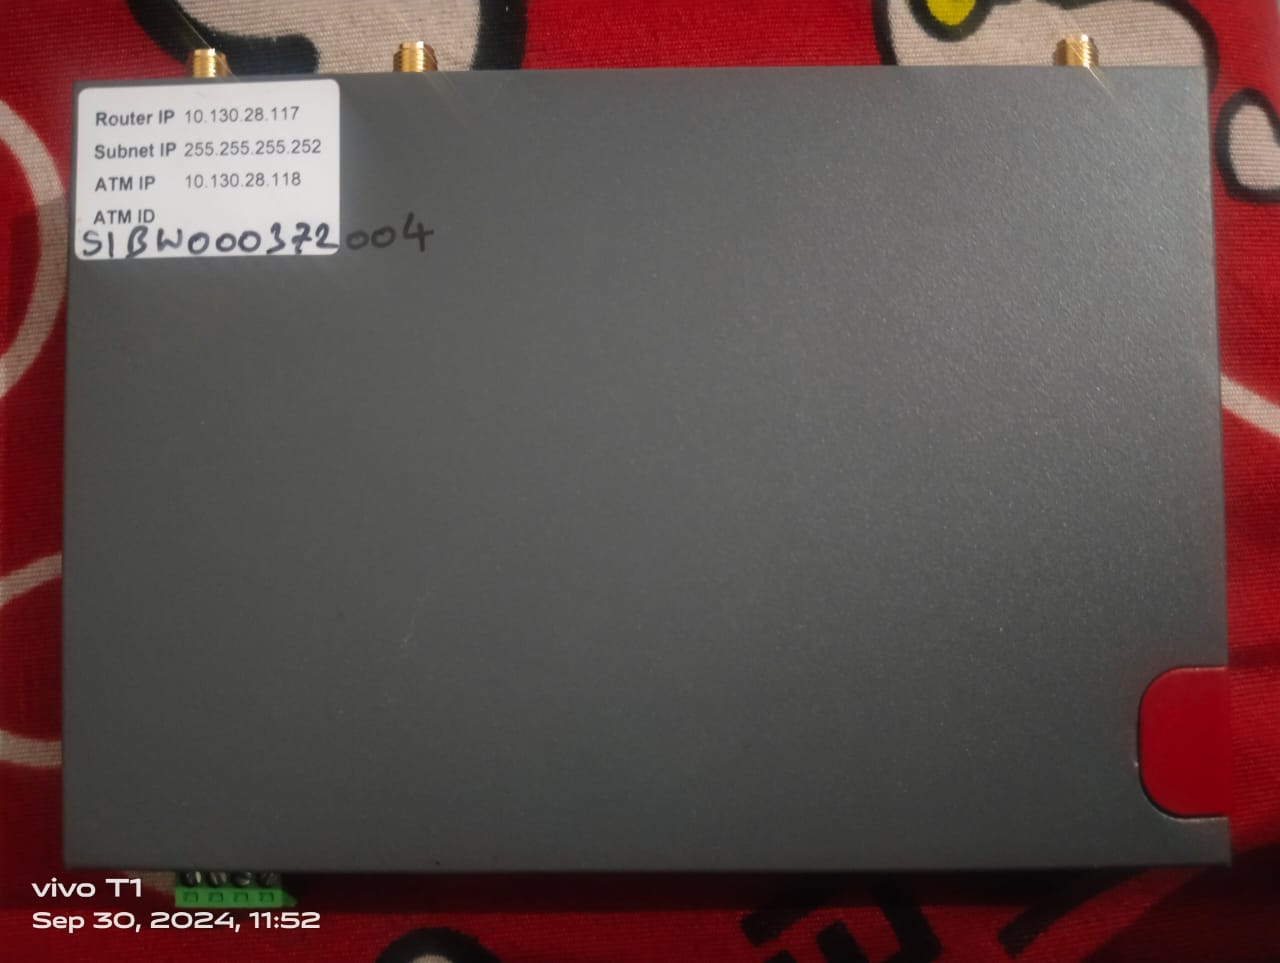 Router IP 10.130.28.117
Subnet IP 255.255.255.252
ATM IP 10.130.28.118
ATM ID
SIBW000372004
vivo T1
Sep 30, 2024, 11:52